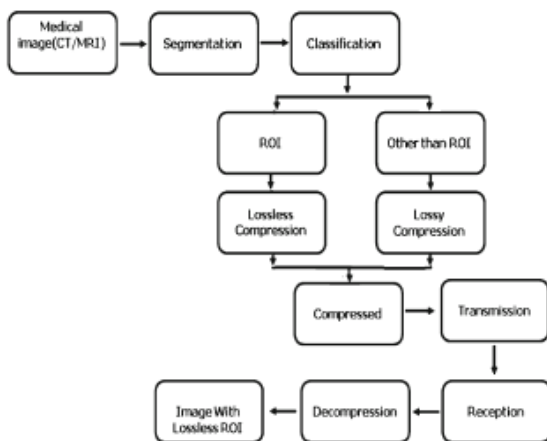 Medical
image(CT/MRI)
Segmentation
Classification
ROI
Other than ROI
Lossless
Compression
Lossy
Compression
Compressed
Transmission
Image With
Lossless ROI
Decompression
Reception